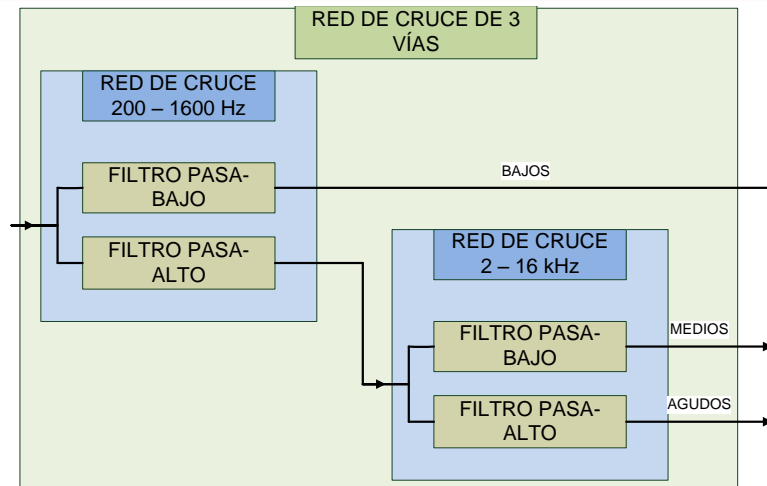 RED DE CRUCE DE 3
VÍAS
RED DE CRUCE
200 – 1600 Hz
FILTRO PASA-
BAJO
BAJOS
FILTRO PASA-
ALTO
RED DE CRUCE
2 – 16 kHz
FILTRO PASA-
BAJO
MEDIOS
FILTRO PASA-
ALTO
AGUDOS